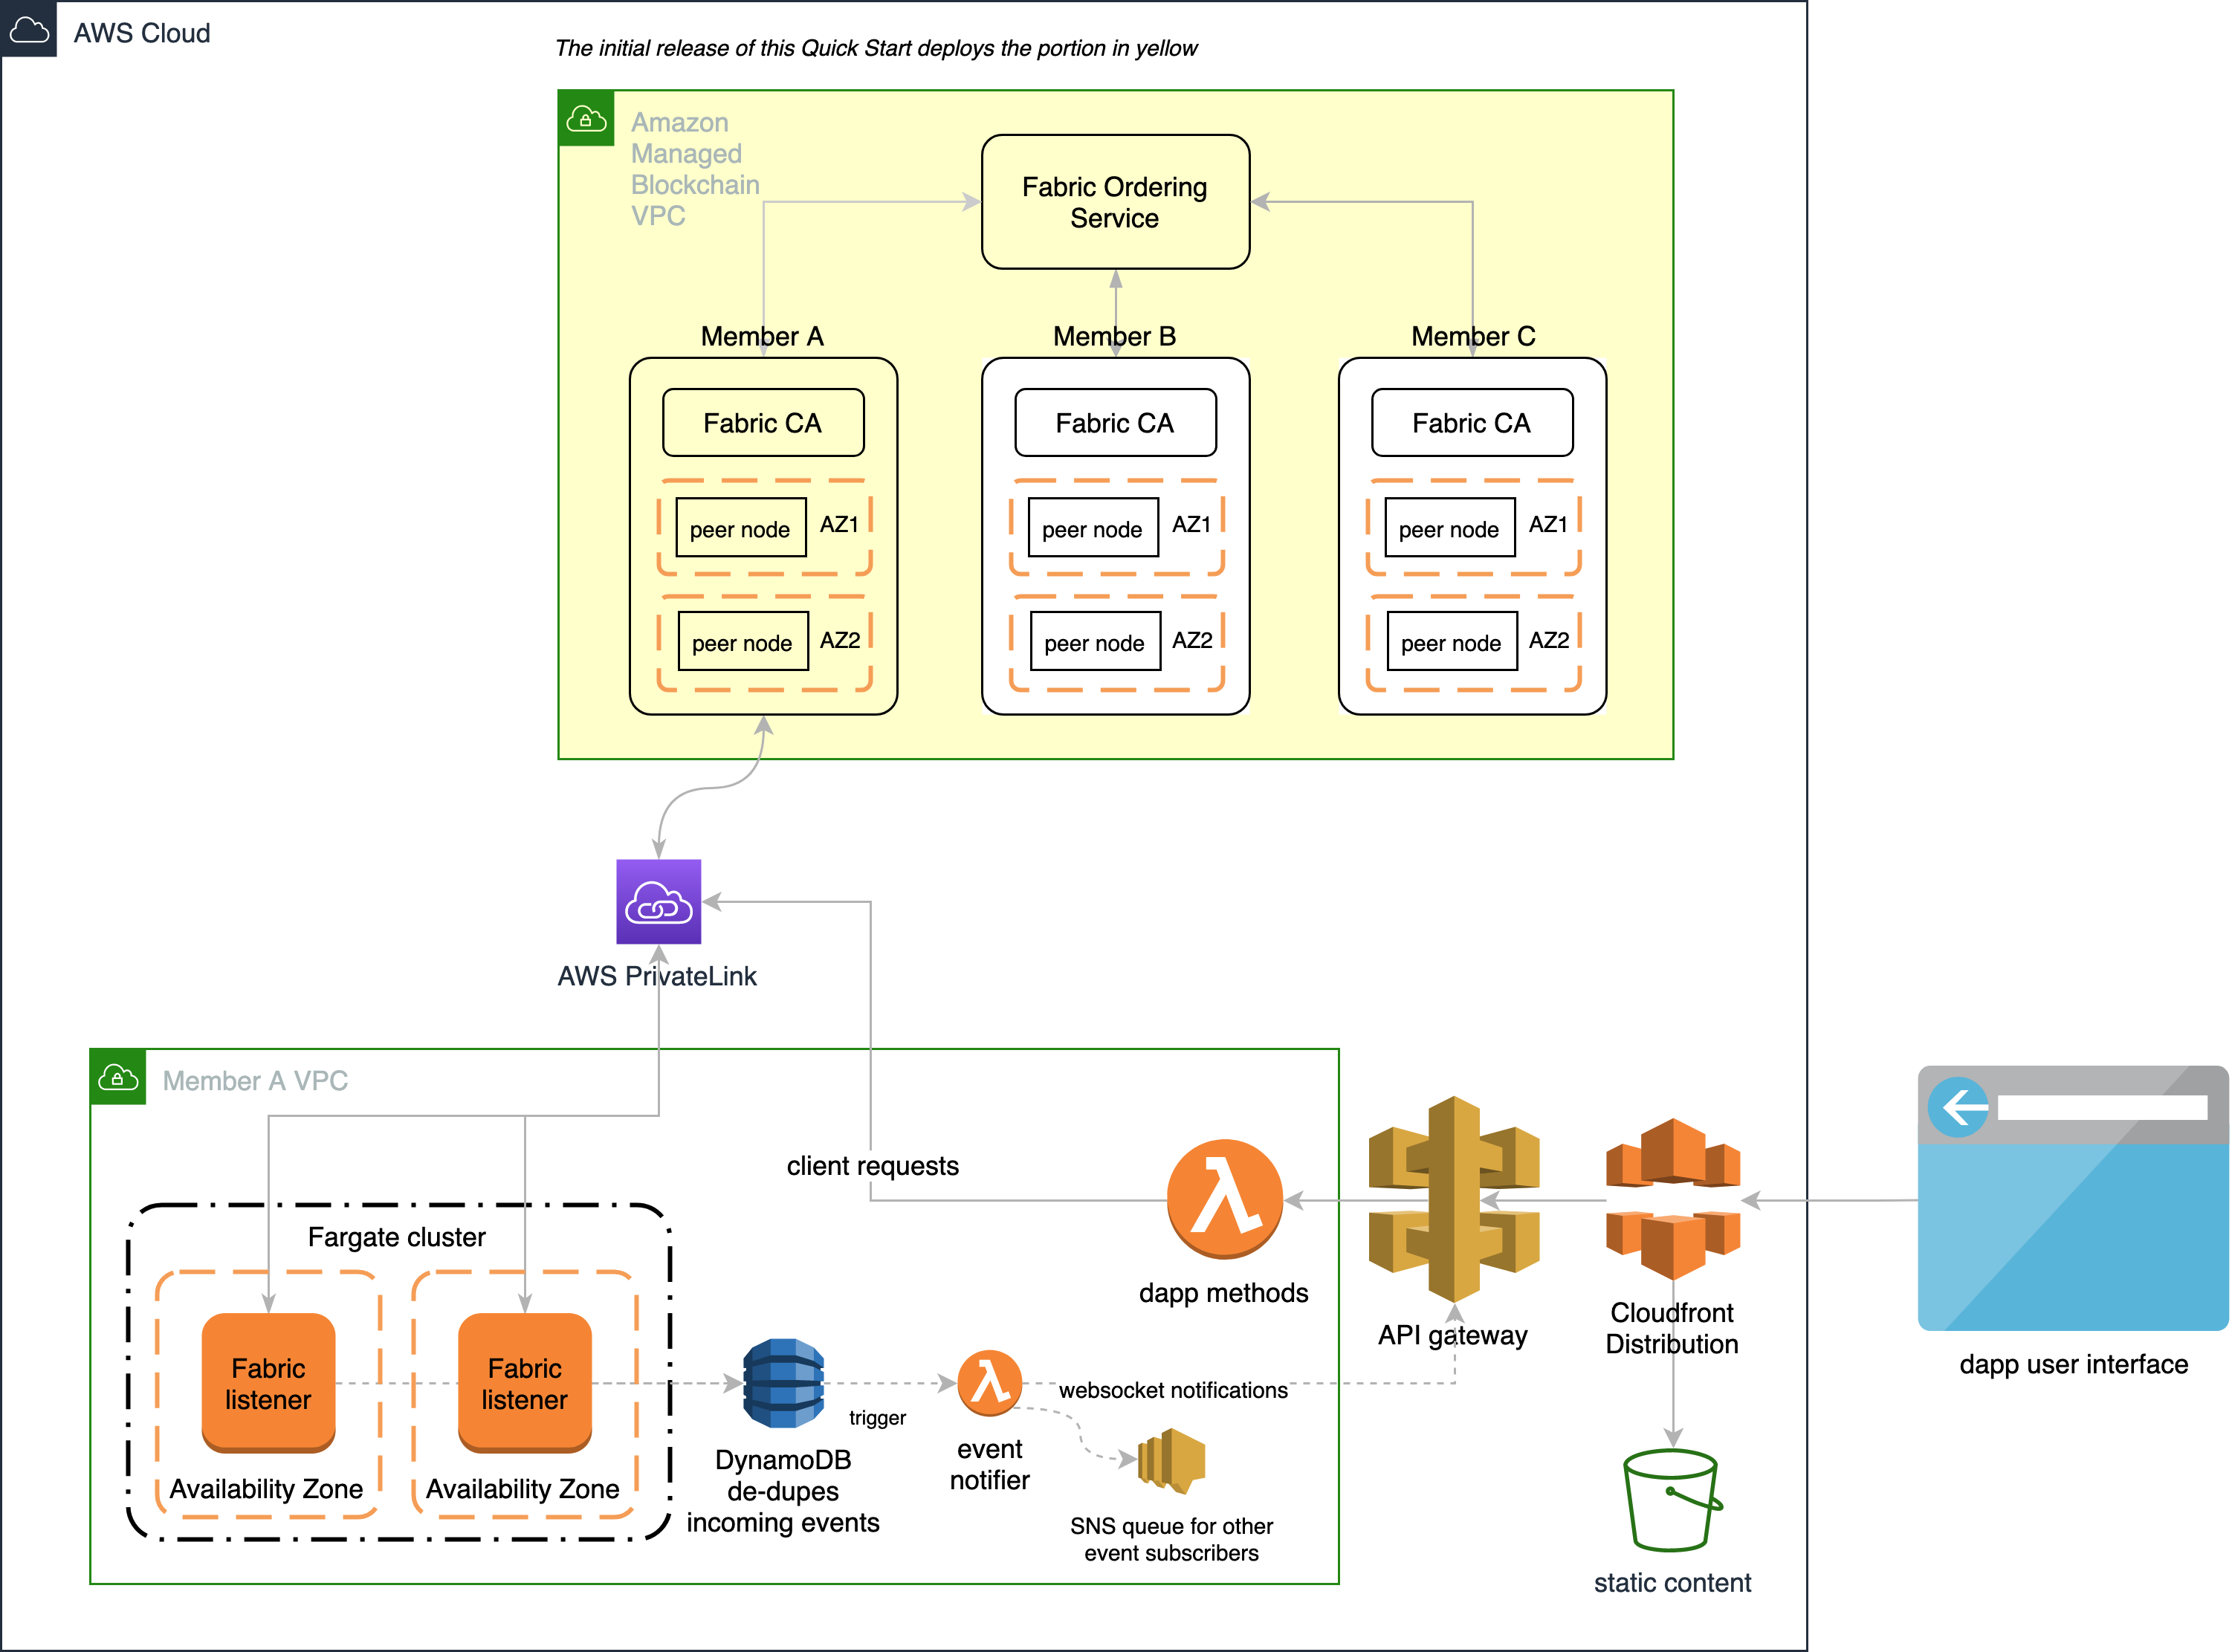 AWS Cloud
The initial release of this Quick Start deploys the portion in yellow
Amazon
Managed
Blockchain
VPC
Fabric Ordering
Service
Member A
Member B
Member C
Fabric CA
Fabric CA
Fabric CA
peer node
AZ1
peer node
AZ1
peer node
AZ1
peer node
AZ2
peer node
AZ2
peer node
AZ2
AWS PrivateLink
Member A VPC
client requests
Fargate cluster
Fabric
listener
Availability Zone
Fabric
listener
Availability Zone
DynamoDB
de-dupes
incoming events
trigger
event
notifier
websocket notifications
SNS queue for other
event subscribers
dapp methods
API gateway
Cloudfront
Distribution
static content
dapp user interface